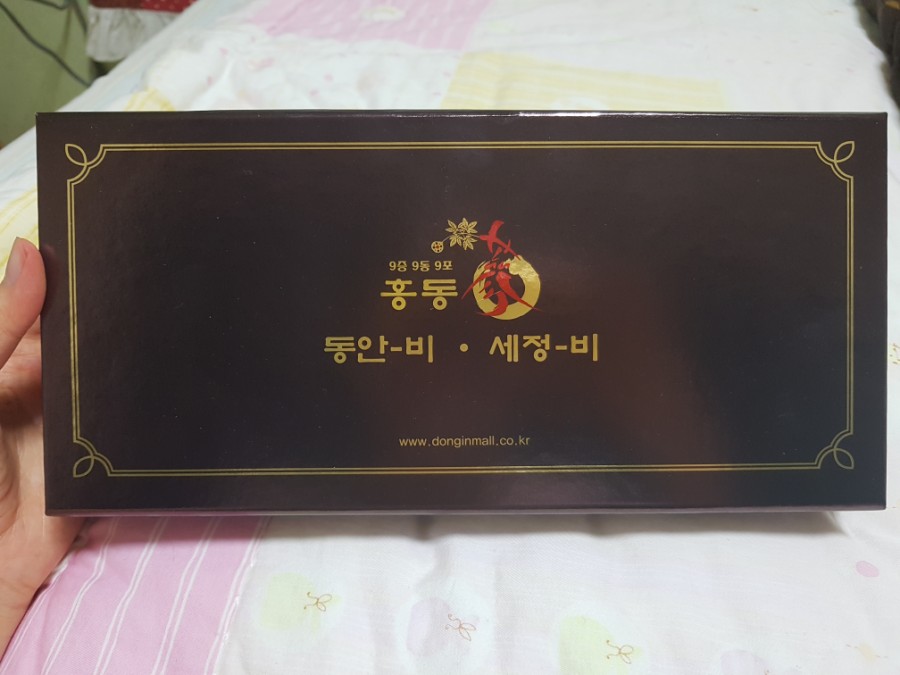 9증 9동 9포
홍동
동안-비 · 세정-비
www.donginmall.co.kr